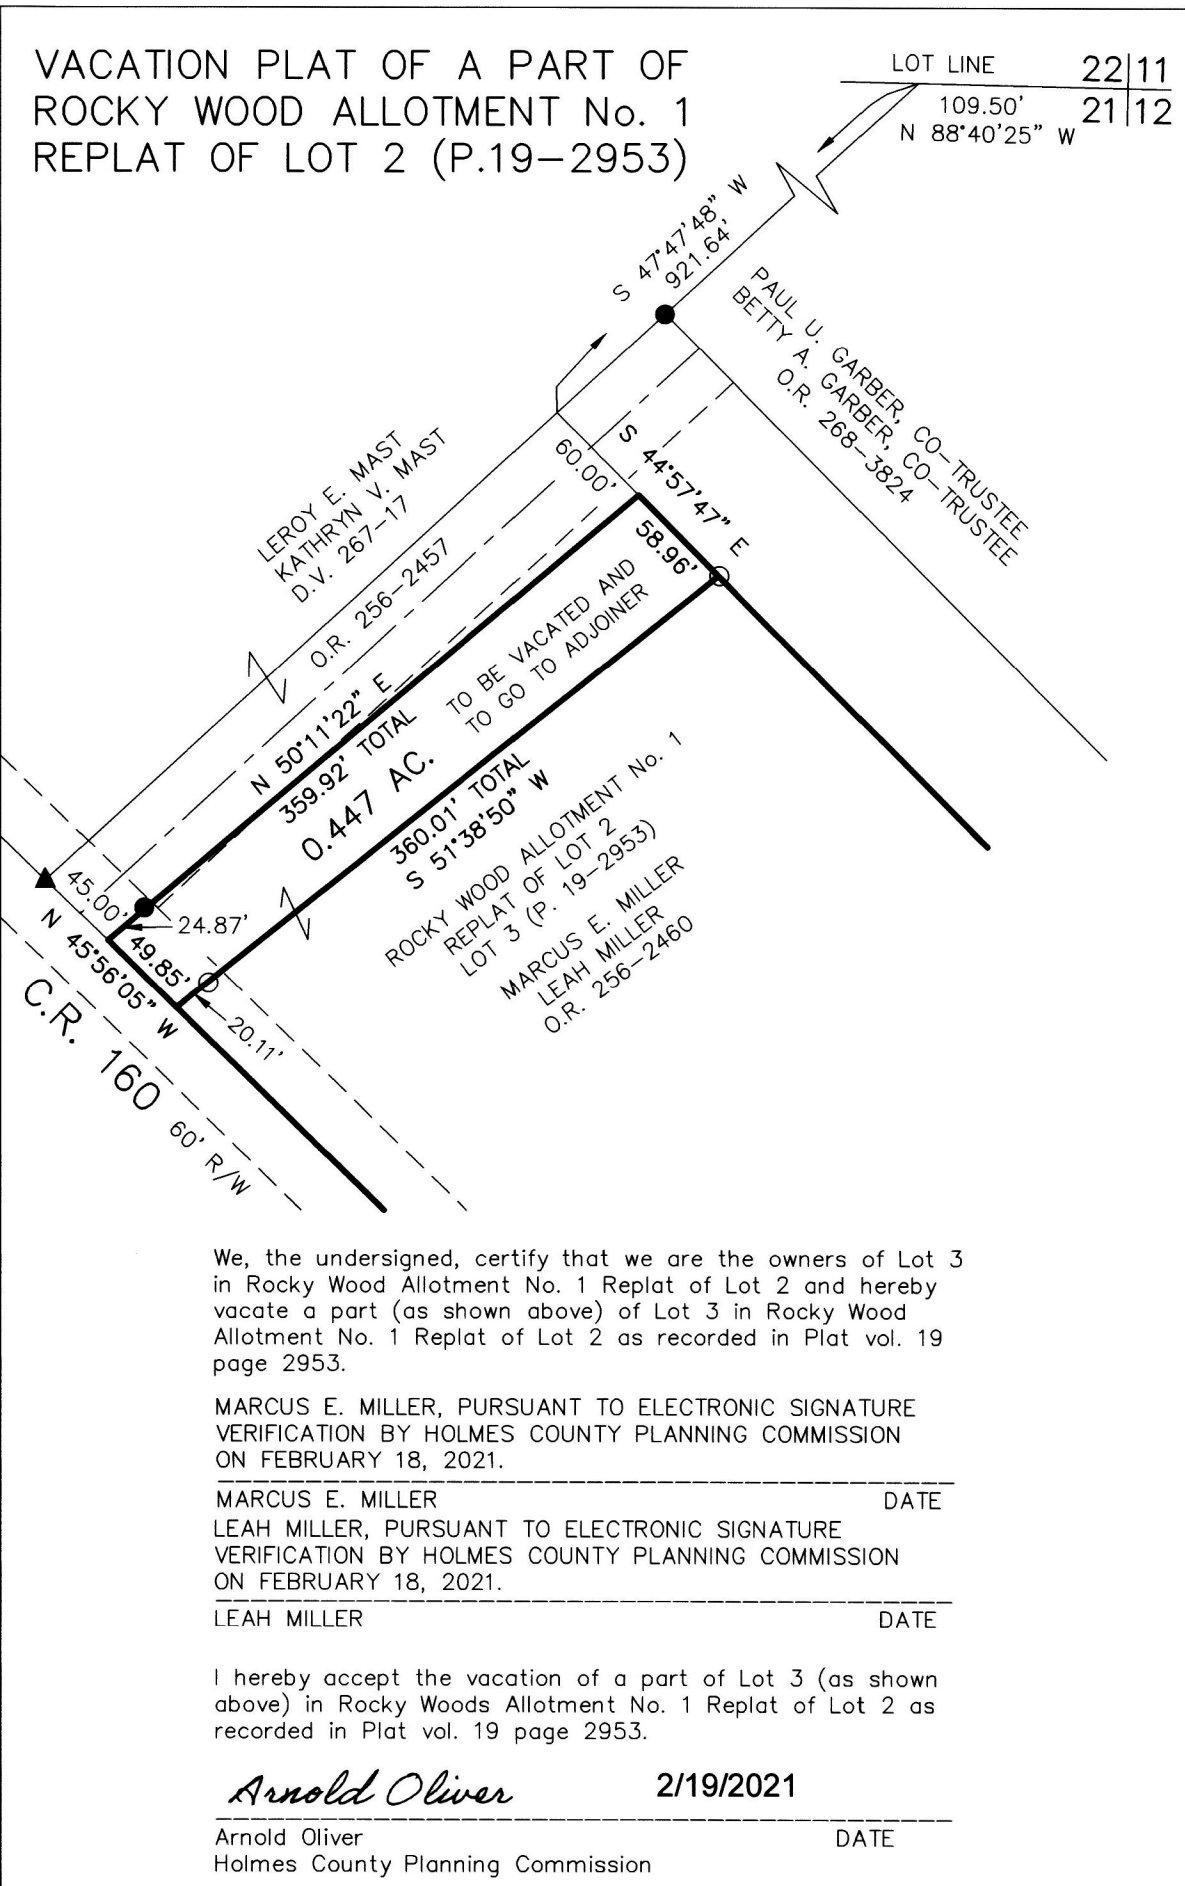 VACATION PLAT OF A PART OF
ROCKY WOOD ALLOTMENT No. 1
REPLAT OF LOT 2 (P.19-2953)
LOT LINE
22|11
21|12
109.50'
N 88°40'25" W
S 47°47'48" W
921.64'
PAUL U. GARBER, CO-TRUSTEE
BETTY A. GARBER, CO-TRUSTEE
O.R. 268-3824
LEROY E. MAST
KATHRYN V. MAST
D.V. 267-17
O.R. 256-2457
60.00'
S 44°57'47" E
58.96'
N 50°11'22" E
359.92' TOTAL
0.447 AC.
TO BE VACATED AND
TO GO TO ADJOINER
360.01' TOTAL
S 51°38'50" W
ROCKY WOOD ALLOTMENT No. 1
REPLAT OF LOT 2
LOT 3 (P. 19-2953)
MARCUS E. MILLER
LEAH MILLER
O.R. 256-2460
45.00'
24.87'
49.85'
N 45°56'05" W
20.11'
C.R. 160
60' R/W
We, the undersigned, certify that we are the owners of Lot 3
in Rocky Wood Allotment No. 1 Replat of Lot 2 and hereby
vacate a part (as shown above) of Lot 3 in Rocky Wood
Allotment No. 1 Replat of Lot 2 as recorded in Plat vol. 19
page 2953.
MARCUS E. MILLER, PURSUANT TO ELECTRONIC SIGNATURE
VERIFICATION BY HOLMES COUNTY PLANNING COMMISSION
ON FEBRUARY 18, 2021.
MARCUS E. MILLER DATE
LEAH MILLER, PURSUANT TO ELECTRONIC SIGNATURE
VERIFICATION BY HOLMES COUNTY PLANNING COMMISSION
ON FEBRUARY 18, 2021.
LEAH MILLER DATE
I hereby accept the vacation of a part of Lot 3 (as shown
above) in Rocky Woods Allotment No. 1 Replat of Lot 2 as
recorded in Plat vol. 19 page 2953.
Arnold Oliver 2/19/2021
Arnold Oliver DATE
Holmes County Planning Commission